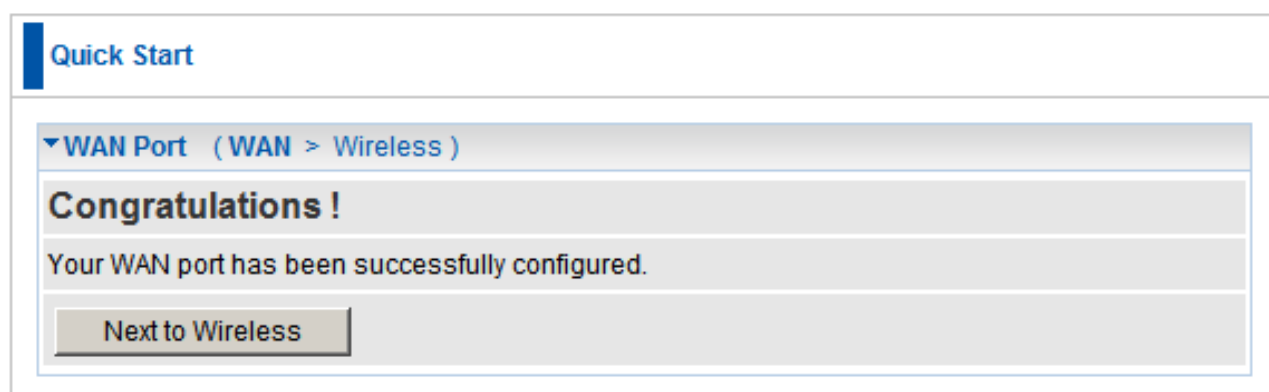 Quick Start
WAN Port ( WAN > Wireless )
Congratulations !
Your WAN port has been successfully configured.
Next to Wireless